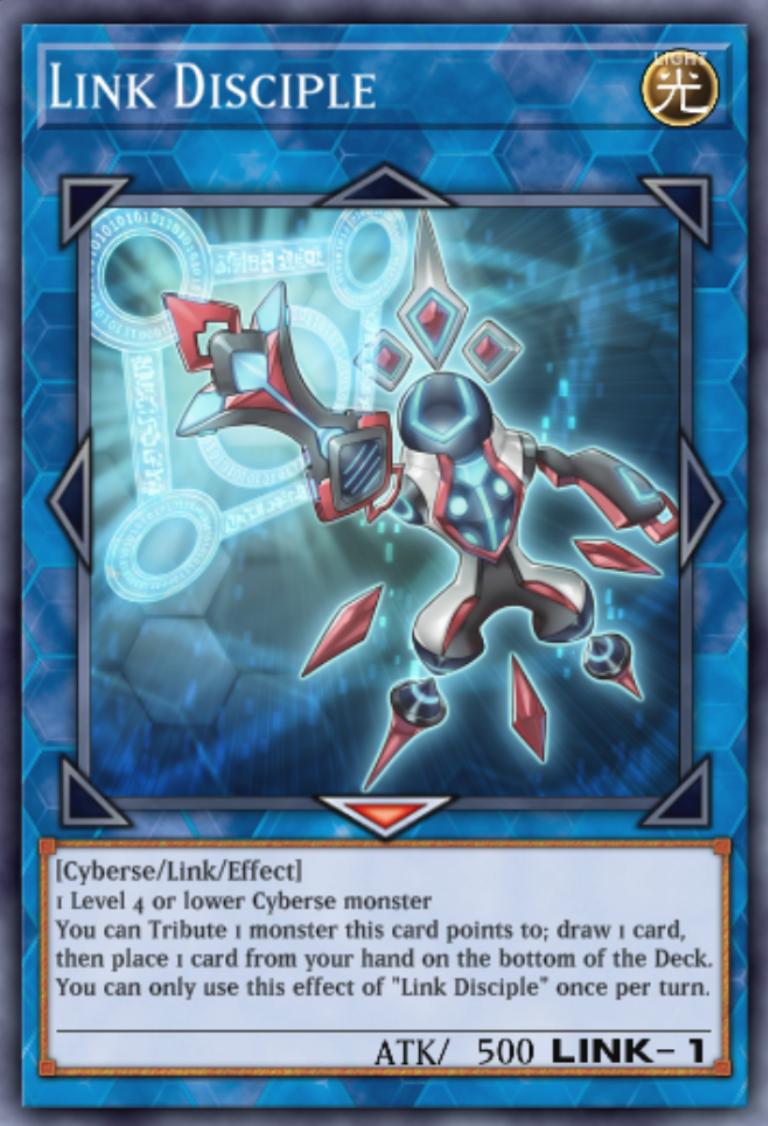 LINK DISCIPLE
LIGHT
光
[Cyberse/Link/Effect]
1 Level 4 or lower Cyberse monster
You can Tribute 1 monster this card points to; draw 1 card,
then place 1 card from your hand on the bottom of the Deck.
You can only use this effect of "Link Disciple" once per turn.
ATK/ 500 LINK-1